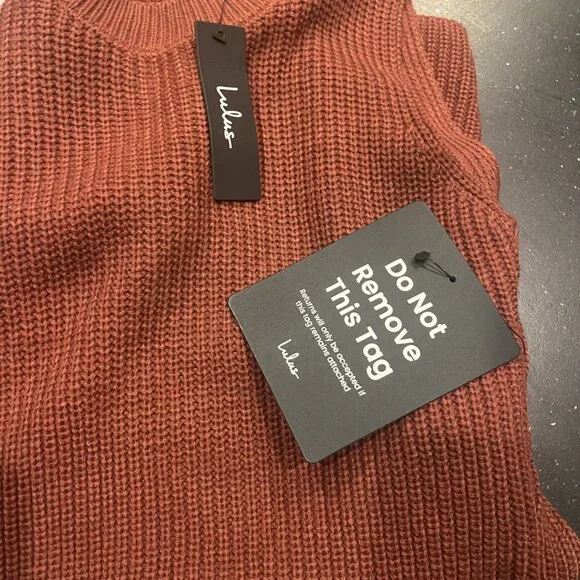 Lulus
Do Not
Remove
This Tag
Returns will only be accepted if
this tag remains attached
Lulus